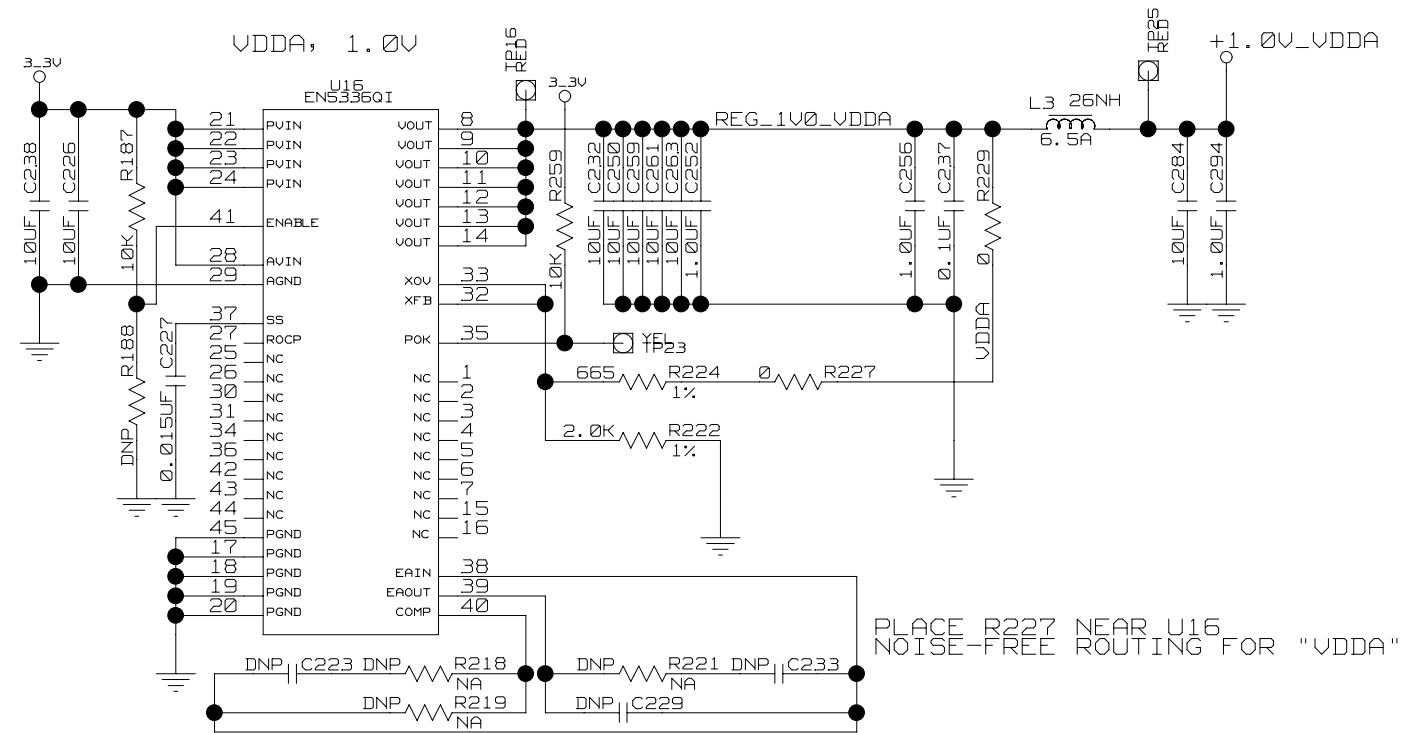 VDDA, 1.0V
3_3V
U16
EN5336QI
TP16
RED
3_3V
TP25
RED
+1.0V_VDDA
21 PVIN
22 PVIN
23 PVIN
24 PVIN
41 ENABLE
28 AVIN
29 AGND
37 SS
27 ROCP
25 NC
26 NC
30 NC
31 NC
34 NC
36 NC
42 NC
43 NC
44 NC
45 PGND
17 PGND
18 PGND
19 PGND
20 PGND
VOUT 8
VOUT 9
VOUT 10
VOUT 11
VOUT 12
VOUT 13
VOUT 14
XOV 33
XFB 32
POK 35
NC 1
NC 2
NC 3
NC 4
NC 5
NC 6
NC 7
NC 15
NC 16
EAIN 38
EAOUT 39
COMP 40
10UF C238
10UF C226
10K R187
DNP R188
0.015UF C227
10K R259
10UF C232
10UF C250
10UF C259
10UF C261
10UF C263
1.0UF C252
REG_1V0_VDDA
1.0UF C256
0.1UF C237
0 R229
VDDA
L3 26NH
6.5A
10UF C284
1.0UF C294
YEL
TP23
665 R224
1%
0 R227
2.0K R222
1%
PLACE R227 NEAR U16
NOISE-FREE ROUTING FOR "VDDA"
DNP C223 DNP R218
NA
DNP R221 DNP C233
NA
DNP R219
NA
DNP C229